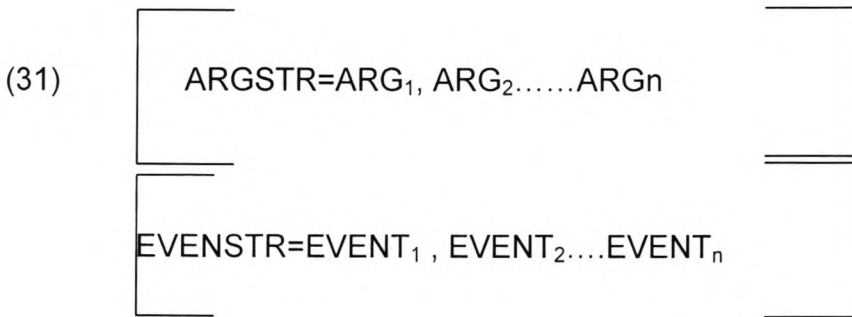 (31) ARGSTR=ARG₁, ARG₂......ARGn
EVENSTR=EVENT₁ , EVENT₂....EVENTₙ